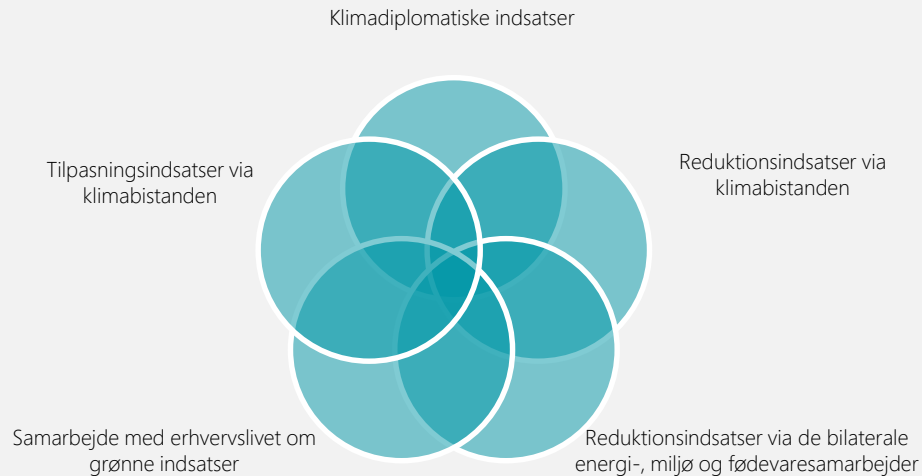 Klimadiplomatiske indsatser
Tilpasningsindsatser via
klimabistanden
Reduktionsindsatser via
klimabistanden
Samarbejde med erhvervslivet om
grønne indsatser
Reduktionsindsatser via de bilaterale
energi-, miljø og fødevaresamarbejder